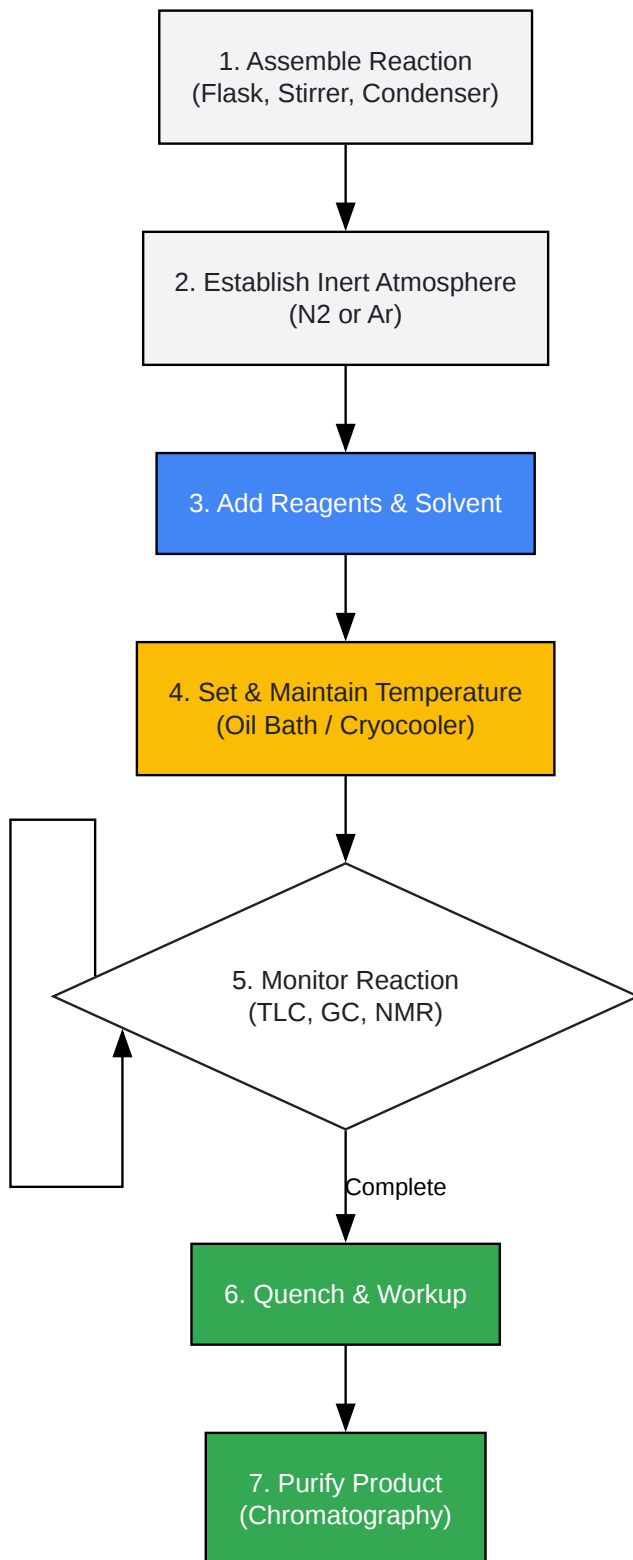 1. Assemble Reaction
(Flask, Stirrer, Condenser)
2. Establish Inert Atmosphere
(N2 or Ar)
3. Add Reagents & Solvent
4. Set & Maintain Temperature
(Oil Bath / Cryocooler)
5. Monitor Reaction
(TLC, GC, NMR)
Complete
6. Quench & Workup
7. Purify Product
(Chromatography)